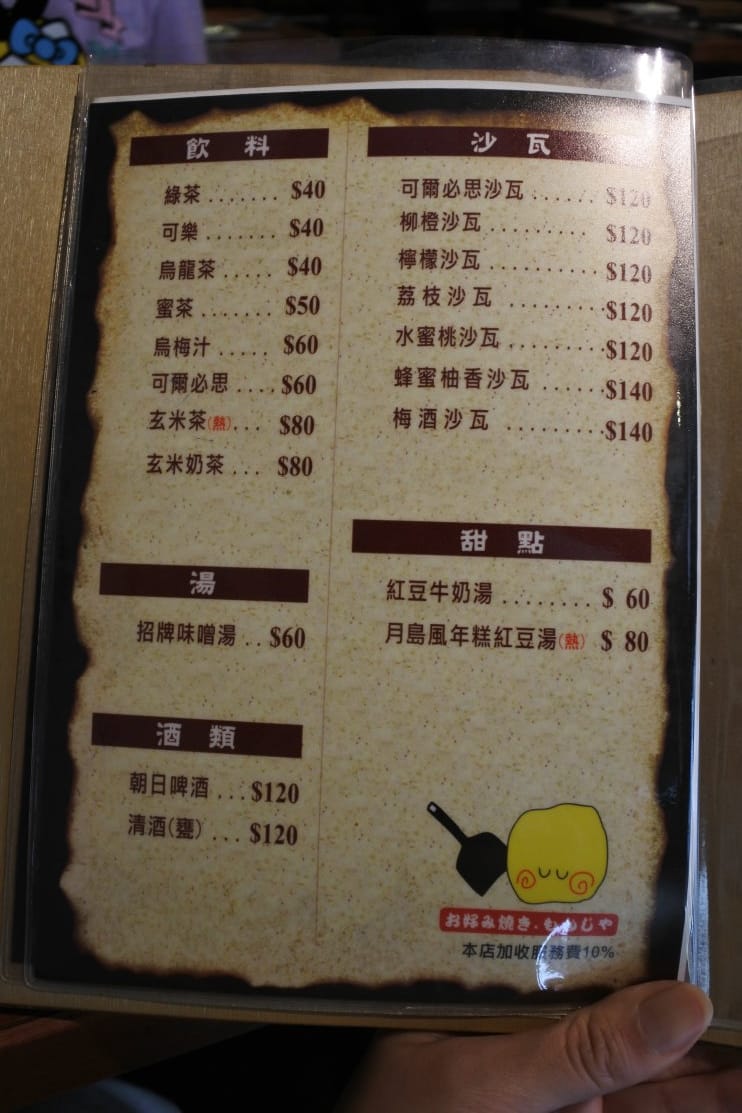 飲料
綠茶.......$40
可樂.......$40
烏龍茶.....$40
蜜茶.......$50
烏梅汁.....$60
可爾必思....$60
玄米茶(熱)...$80
玄米奶茶...$80
湯
招牌味噌湯..$60
酒類
朝日啤酒...$120
清酒(甕)...$120
沙瓦
可爾必思沙瓦......$120
柳橙沙瓦..........$120
檸檬沙瓦..........$120
荔枝沙瓦.........$120
水蜜桃沙瓦.........$120
蜂蜜柚香沙瓦......$140
梅酒沙瓦.........$140
甜點
紅豆牛奶湯........$ 60
月島風年糕紅豆湯(熱) $ 80
お好み焼き.もんじや
本店加收服務費10%